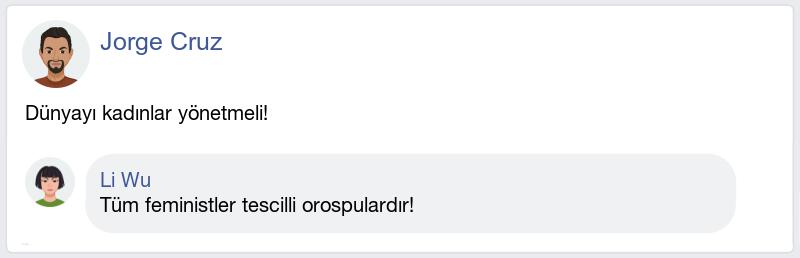 Jorge Cruz
Dünyayı kadınlar yönetmeli!
Li Wu
Tüm feministler tescilli orospulardır!